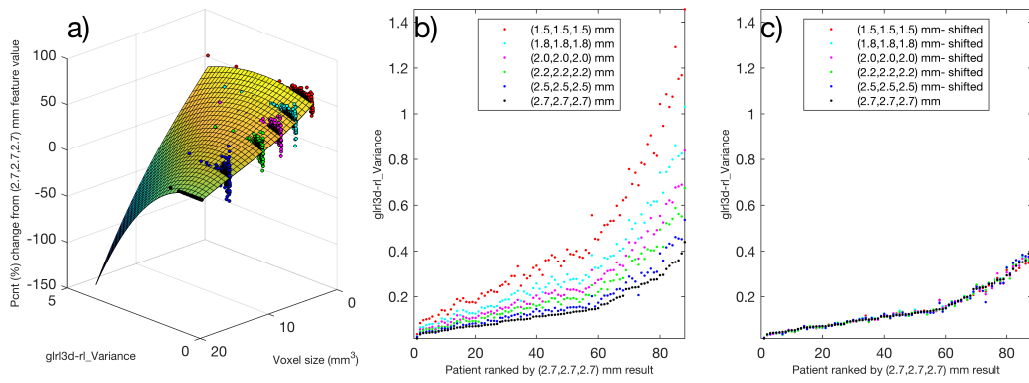 a)
Pont (%) change from (2.7,2.7,2.7) mm feature value
100
50
0
-50
-100
-150
5
0
20
10
0
glrl3d-rl_Variance
Voxel size (mm3)
b)
(1.5,1.5,1.5) mm
(1.8,1.8,1.8) mm
(2.0,2.0,2.0) mm
(2.2,2.2,2.2) mm
(2.5,2.5,2.5) mm
(2.7,2.7,2.7) mm
glrl3d-rl_Variance
1.4
1.2
1
0.8
0.6
0.4
0.2
0
20
40
60
80
Patient ranked by (2.7,2.7,2.7) mm result
c)
(1.5,1.5,1.5) mm- shifted
(1.8,1.8,1.8) mm- shifted
(2.0,2.0,2.0) mm- shifted
(2.2,2.2,2.2) mm- shifted
(2.5,2.5,2.5) mm- shifted
(2.7,2.7,2.7) mm
glrl3d-rl_Variance
1.4
1.2
1
0.8
0.6
0.4
0.2
0
20
40
60
80
Patient ranked by (2.7,2.7,2.7) mm result